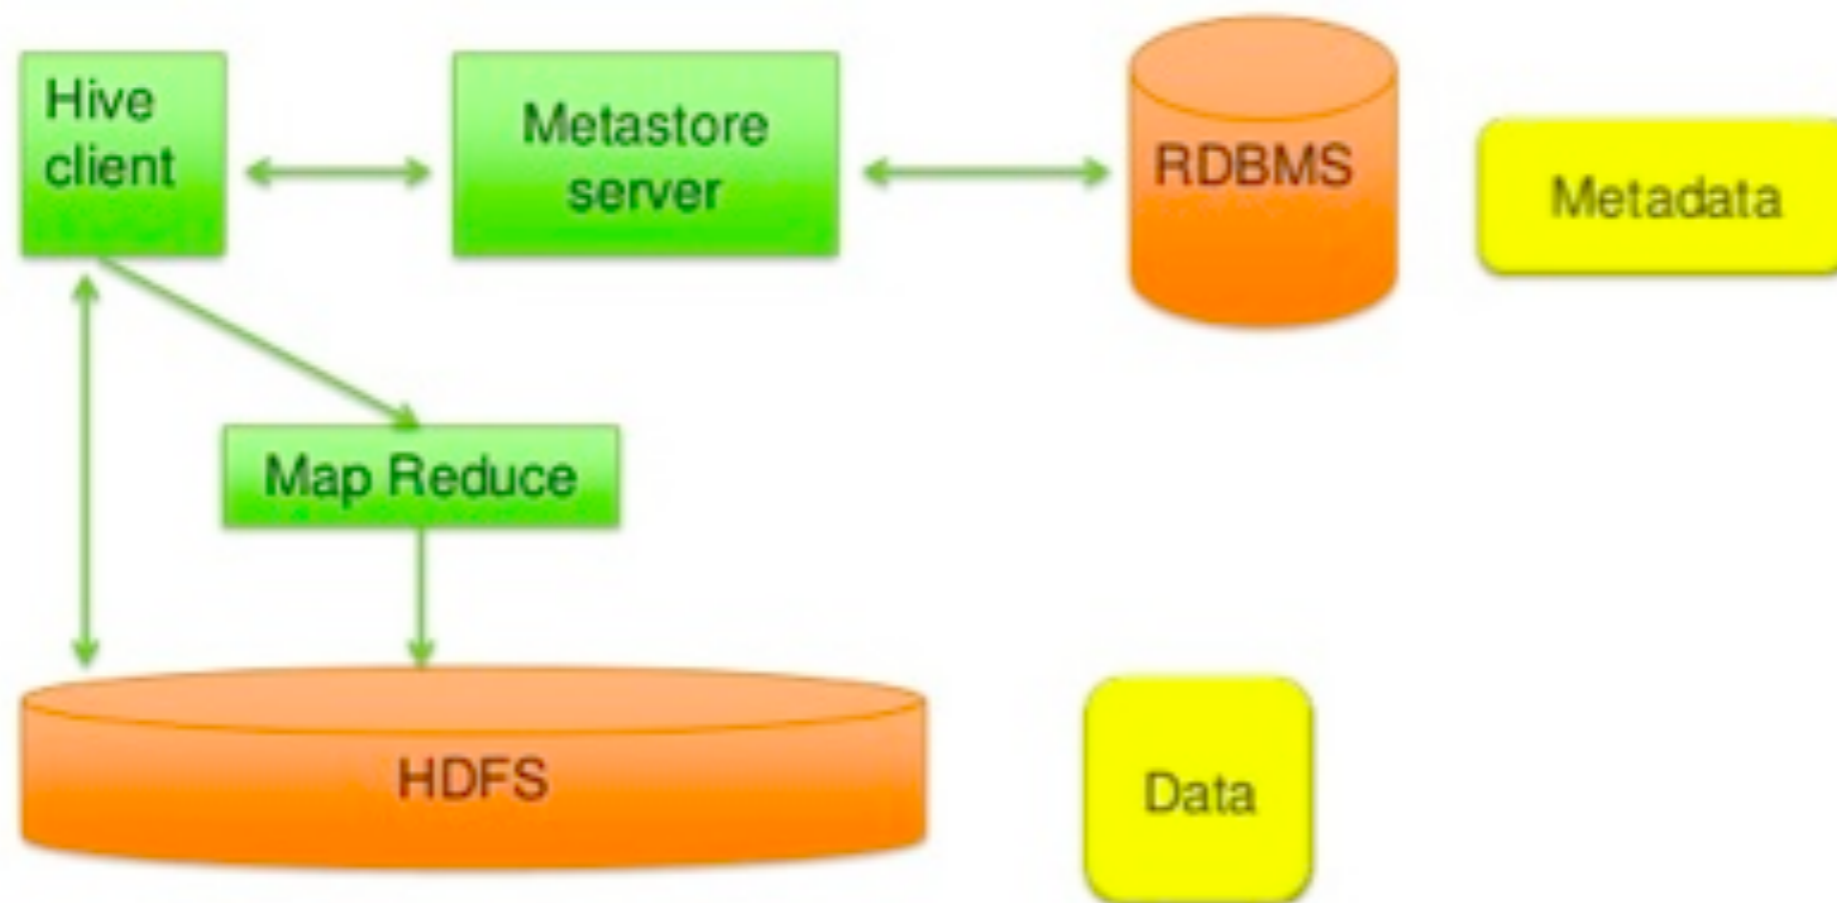 Hive
client
Metastore
server
RDBMS
Metadata
Map Reduce
HDFS
Data